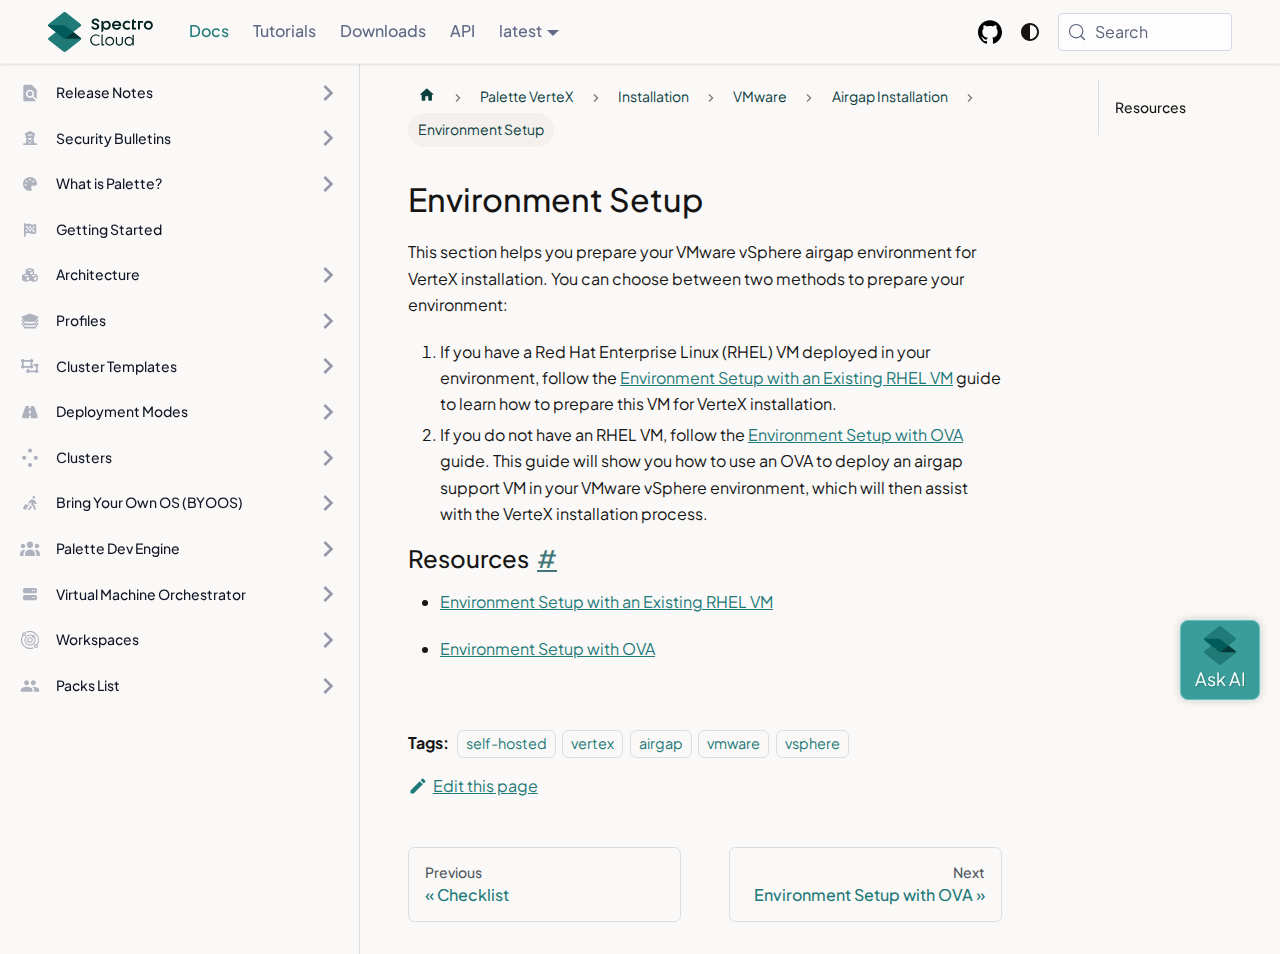 Spectro Cloud
Docs
Tutorials
Downloads
API
latest
Search
Release Notes
Security Bulletins
What is Palette?
Getting Started
Architecture
Profiles
Cluster Templates
Deployment Modes
Clusters
Bring Your Own OS (BYOOS)
Palette Dev Engine
Virtual Machine Orchestrator
Workspaces
Packs List
Palette VerteX
Installation
VMware
Airgap Installation
Environment Setup
Environment Setup
This section helps you prepare your VMware vSphere airgap environment for
VerteX installation. You can choose between two methods to prepare your
environment:
1. If you have a Red Hat Enterprise Linux (RHEL) VM deployed in your
environment, follow the Environment Setup with an Existing RHEL VM guide
to learn how to prepare this VM for VerteX installation.
2. If you do not have an RHEL VM, follow the Environment Setup with OVA
guide. This guide will show you how to use an OVA to deploy an airgap
support VM in your VMware vSphere environment, which will then assist
with the VerteX installation process.
Resources #
Environment Setup with an Existing RHEL VM
Environment Setup with OVA
Tags: self-hosted vertex airgap vmware vsphere
Edit this page
Previous
« Checklist
Next
Environment Setup with OVA »
Resources
Ask AI